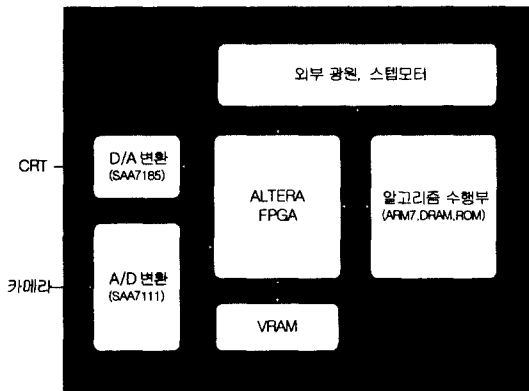 외부 광원, 스텝모터
CRT
D/A 변환
(SAA7185)
ALTERA
FPGA
알고리즘 수행부
(ARM7,DRAM,ROM)
카메라
A/D 변환
(SAA7111)
VRAM